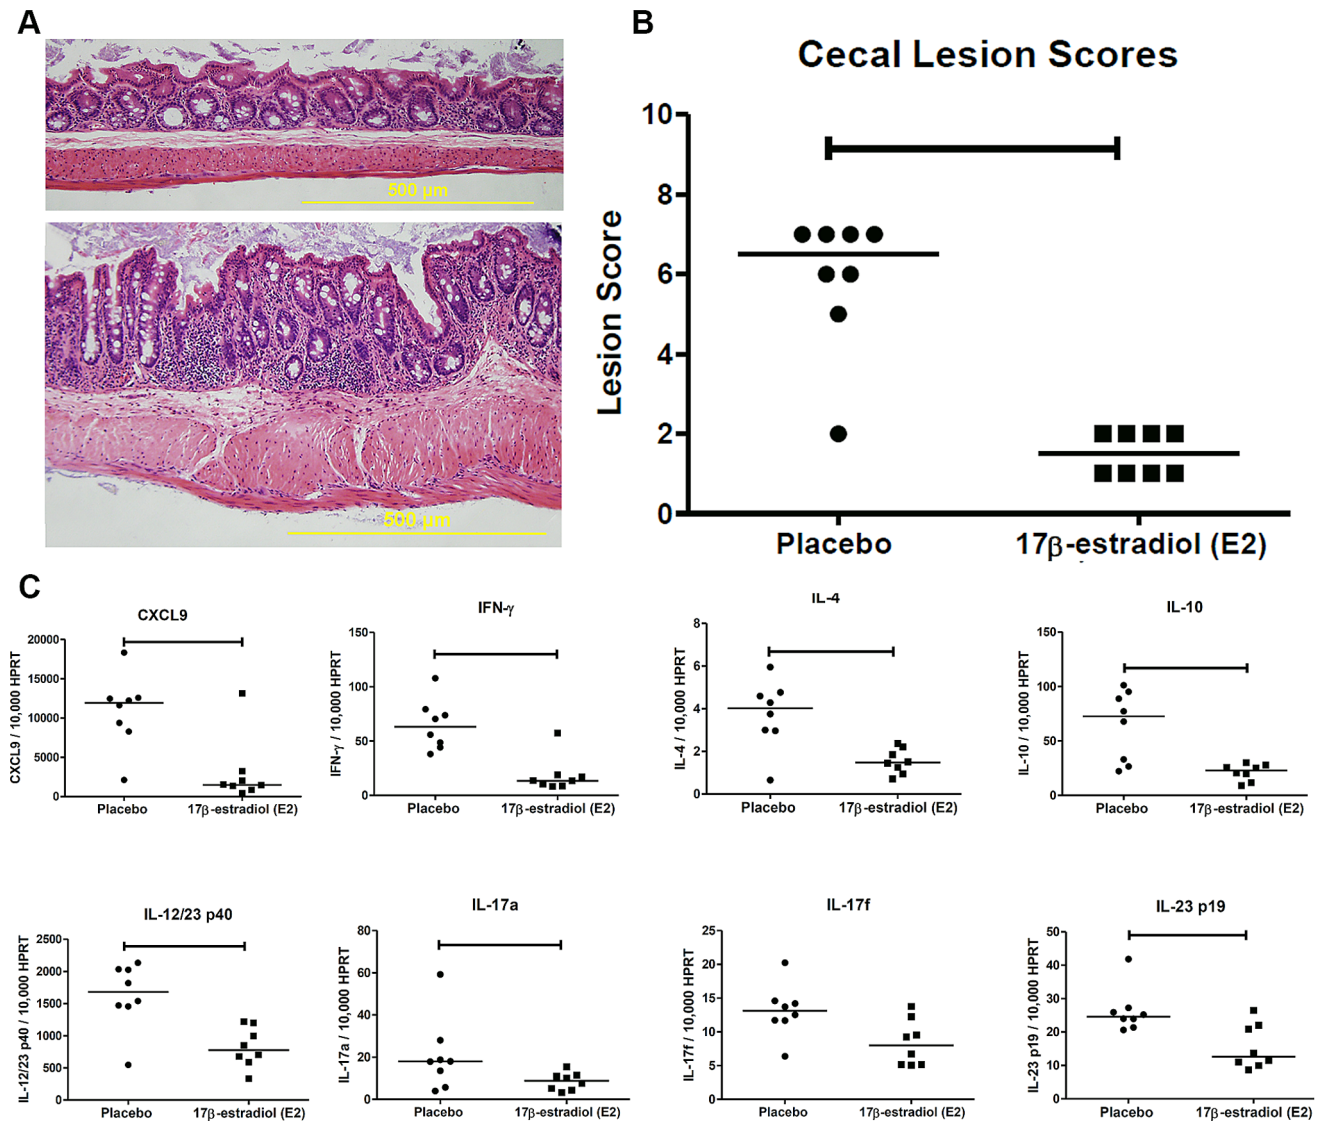 A
500 µm
500 µm
B
Cecal Lesion Scores
Lesion Score
10
8
6
4
2
0
Placebo
17β-estradiol (E2)
C
CXCL9
CXCL9 / 10,000 HPRT
20000
15000
10000
5000
0
Placebo
17β-estradiol (E2)
IFN-γ
IFN-γ / 10,000 HPRT
150
100
50
0
Placebo
17β-estradiol (E2)
IL-4
IL-4 / 10,000 HPRT
8
6
4
2
0
Placebo
17β-estradiol (E2)
IL-10
IL-10 / 10,000 HPRT
150
100
50
0
Placebo
17β-estradiol (E2)
IL-12/23 p40
IL-12/23 p40 / 10,000 HPRT
2500
2000
1500
1000
500
0
Placebo
17β-estradiol (E2)
IL-17a
IL-17a / 10,000 HPRT
80
60
40
20
0
Placebo
17β-estradiol (E2)
IL-17f
IL-17f / 10,000 HPRT
25
20
15
10
5
0
Placebo
17β-estradiol (E2)
IL-23 p19
IL-23 p19 / 10,000 HPRT
50
40
30
20
10
0
Placebo
17β-estradiol (E2)